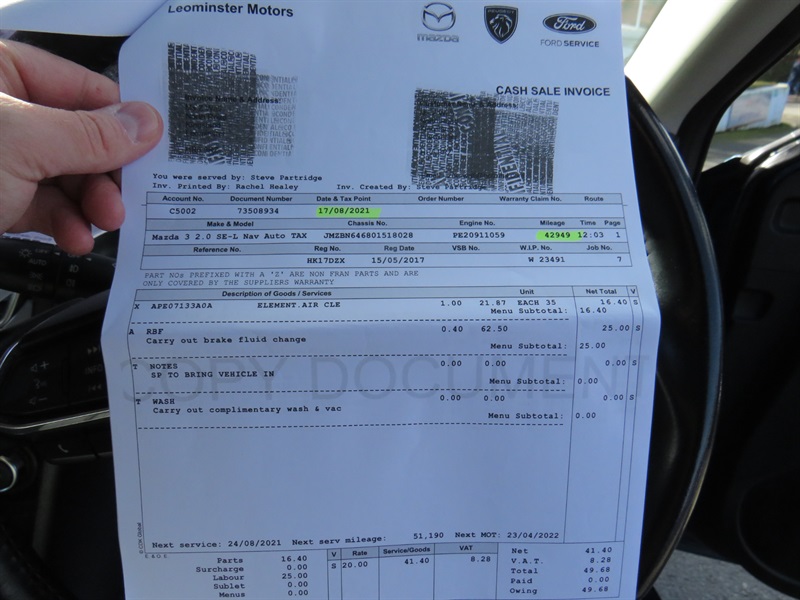 Leominster Motors
mazda
PEUGEOT
Ford
FORD SERVICE
CASH SALE INVOICE
Invoice Name & Address:
You were served by: Steve Partridge
Inv. Printed By: Rachel Healey Inv. Created By: Steve Partridge
Account No. Document Number Date & Tax Point Order Number Warranty Claim No. Route
C5002 73508934 17/08/2021
Make & Model Chassis No. Engine No. Mileage Time Page
Mazda 3 2.0 SE-L Nav Auto TAX JMZBN646801518028 PE20911059 42949 12:03 1
Reference No. Reg No. Reg Date VSB No. W.I.P. No. Job No.
HK17DZX 15/05/2017 W 23491 7
PART NOs PREFIXED WITH A 'Z' ARE NON FRAN PARTS AND ARE
ONLY COVERED BY THE SUPPLIERS WARRANTY
Description of Goods / Services Unit Net Total V
X APE07133A0A ELEMENT.AIR CLE 1.00 21.87 EACH 35 16.40 S
Menu Subtotal: 16.40
A RBF 0.40 62.50 25.00 S
Carry out brake fluid change
Menu Subtotal: 25.00
T NOTES 0.00 0.00 0.00 S
SP TO BRING VEHICLE IN
Menu Subtotal: 0.00
COPY DOCUMENT
T WASH 0.00 0.00 0.00 S
Carry out complimentary wash & vac
Menu Subtotal: 0.00
Next service: 24/08/2021 Next serv mileage: 51,190 Next MOT: 23/04/2022
E.&O.E.
V Rate Service/Goods VAT
S 20.00 41.40 8.28
Parts 16.40
Surcharge 0.00
Labour 25.00
Sublet 0.00
Menus 0.00
Net 41.40
V.A.T. 8.28
Total 49.68
Paid 0.00
Owing 49.68
INFO